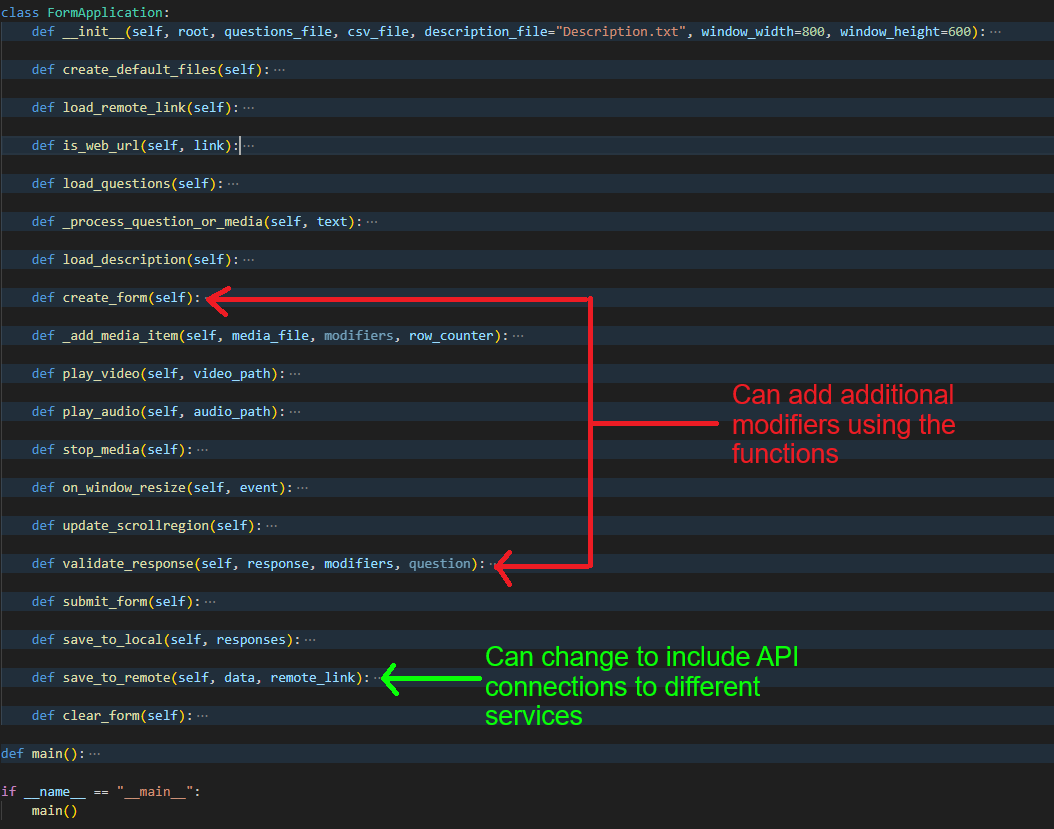 class FormApplication:
    def __init__(self, root, questions_file, csv_file, description_file="Description.txt", window_width=800, window_height=600):···
    def create_default_files(self):···
    def load_remote_link(self):···
    def is_web_url(self, link):···
    def load_questions(self):···
    def _process_question_or_media(self, text):···
    def load_description(self):···
    def create_form(self):
    def _add_media_item(self, media_file, modifiers, row_counter):···
    def play_video(self, video_path):···
    def play_audio(self, audio_path):···
Can add additional
modifiers using the
functions
    def stop_media(self):···
    def on_window_resize(self, event):···
    def update_scrollregion(self):···
    def validate_response(self, response, modifiers, question):··
    def submit_form(self):···
    def save_to_local(self, responses):···
Can change to include API
connections to different
services
    def save_to_remote(self, data, remote_link):··
    def clear_form(self):···
def main():···
if __name__ == "__main__":
    main()